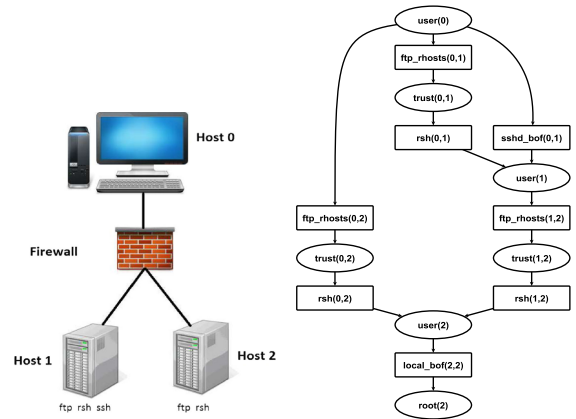 Host 0
Firewall
Host 1
Host 2
ftp rsh ssh
ftp rsh
user(0)
ftp_rhosts(0,1)
trust(0,1)
rsh(0,1)
sshd_bof(0,1)
user(1)
ftp_rhosts(0,2)
ftp_rhosts(1,2)
trust(0,2)
trust(1,2)
rsh(0,2)
rsh(1,2)
user(2)
local_bof(2,2)
root(2)